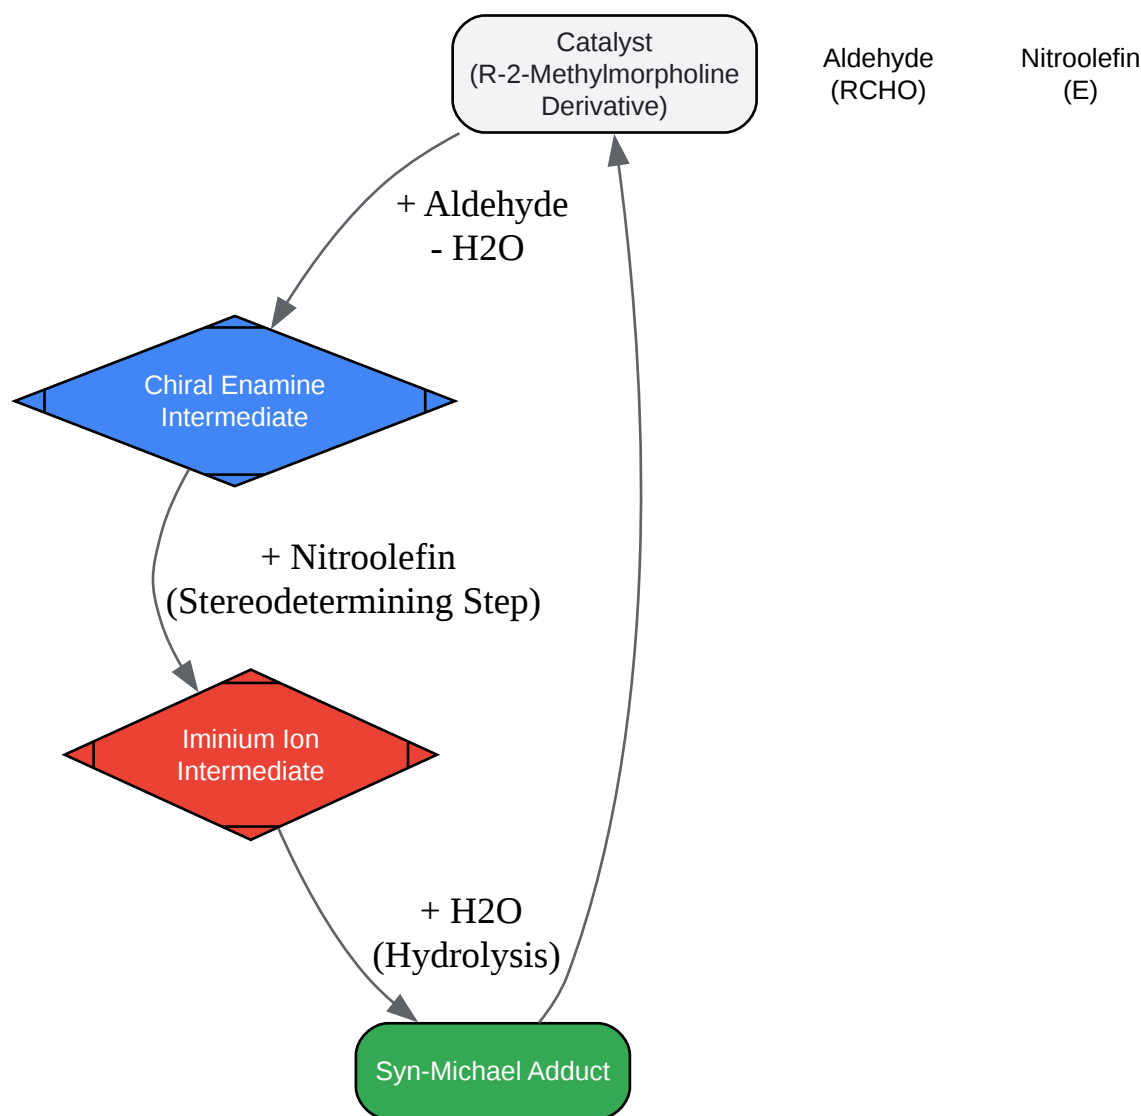 Catalyst
(R-2-Methylmorpholine
Derivative)
Aldehyde
(RCHO)
Nitroolefin
(E)
+ Aldehyde
- H2O
Chiral Enamine
Intermediate
+ Nitroolefin
(Stereodetermining Step)
Iminium Ion
Intermediate
+ H2O
(Hydrolysis)
Syn-Michael Adduct